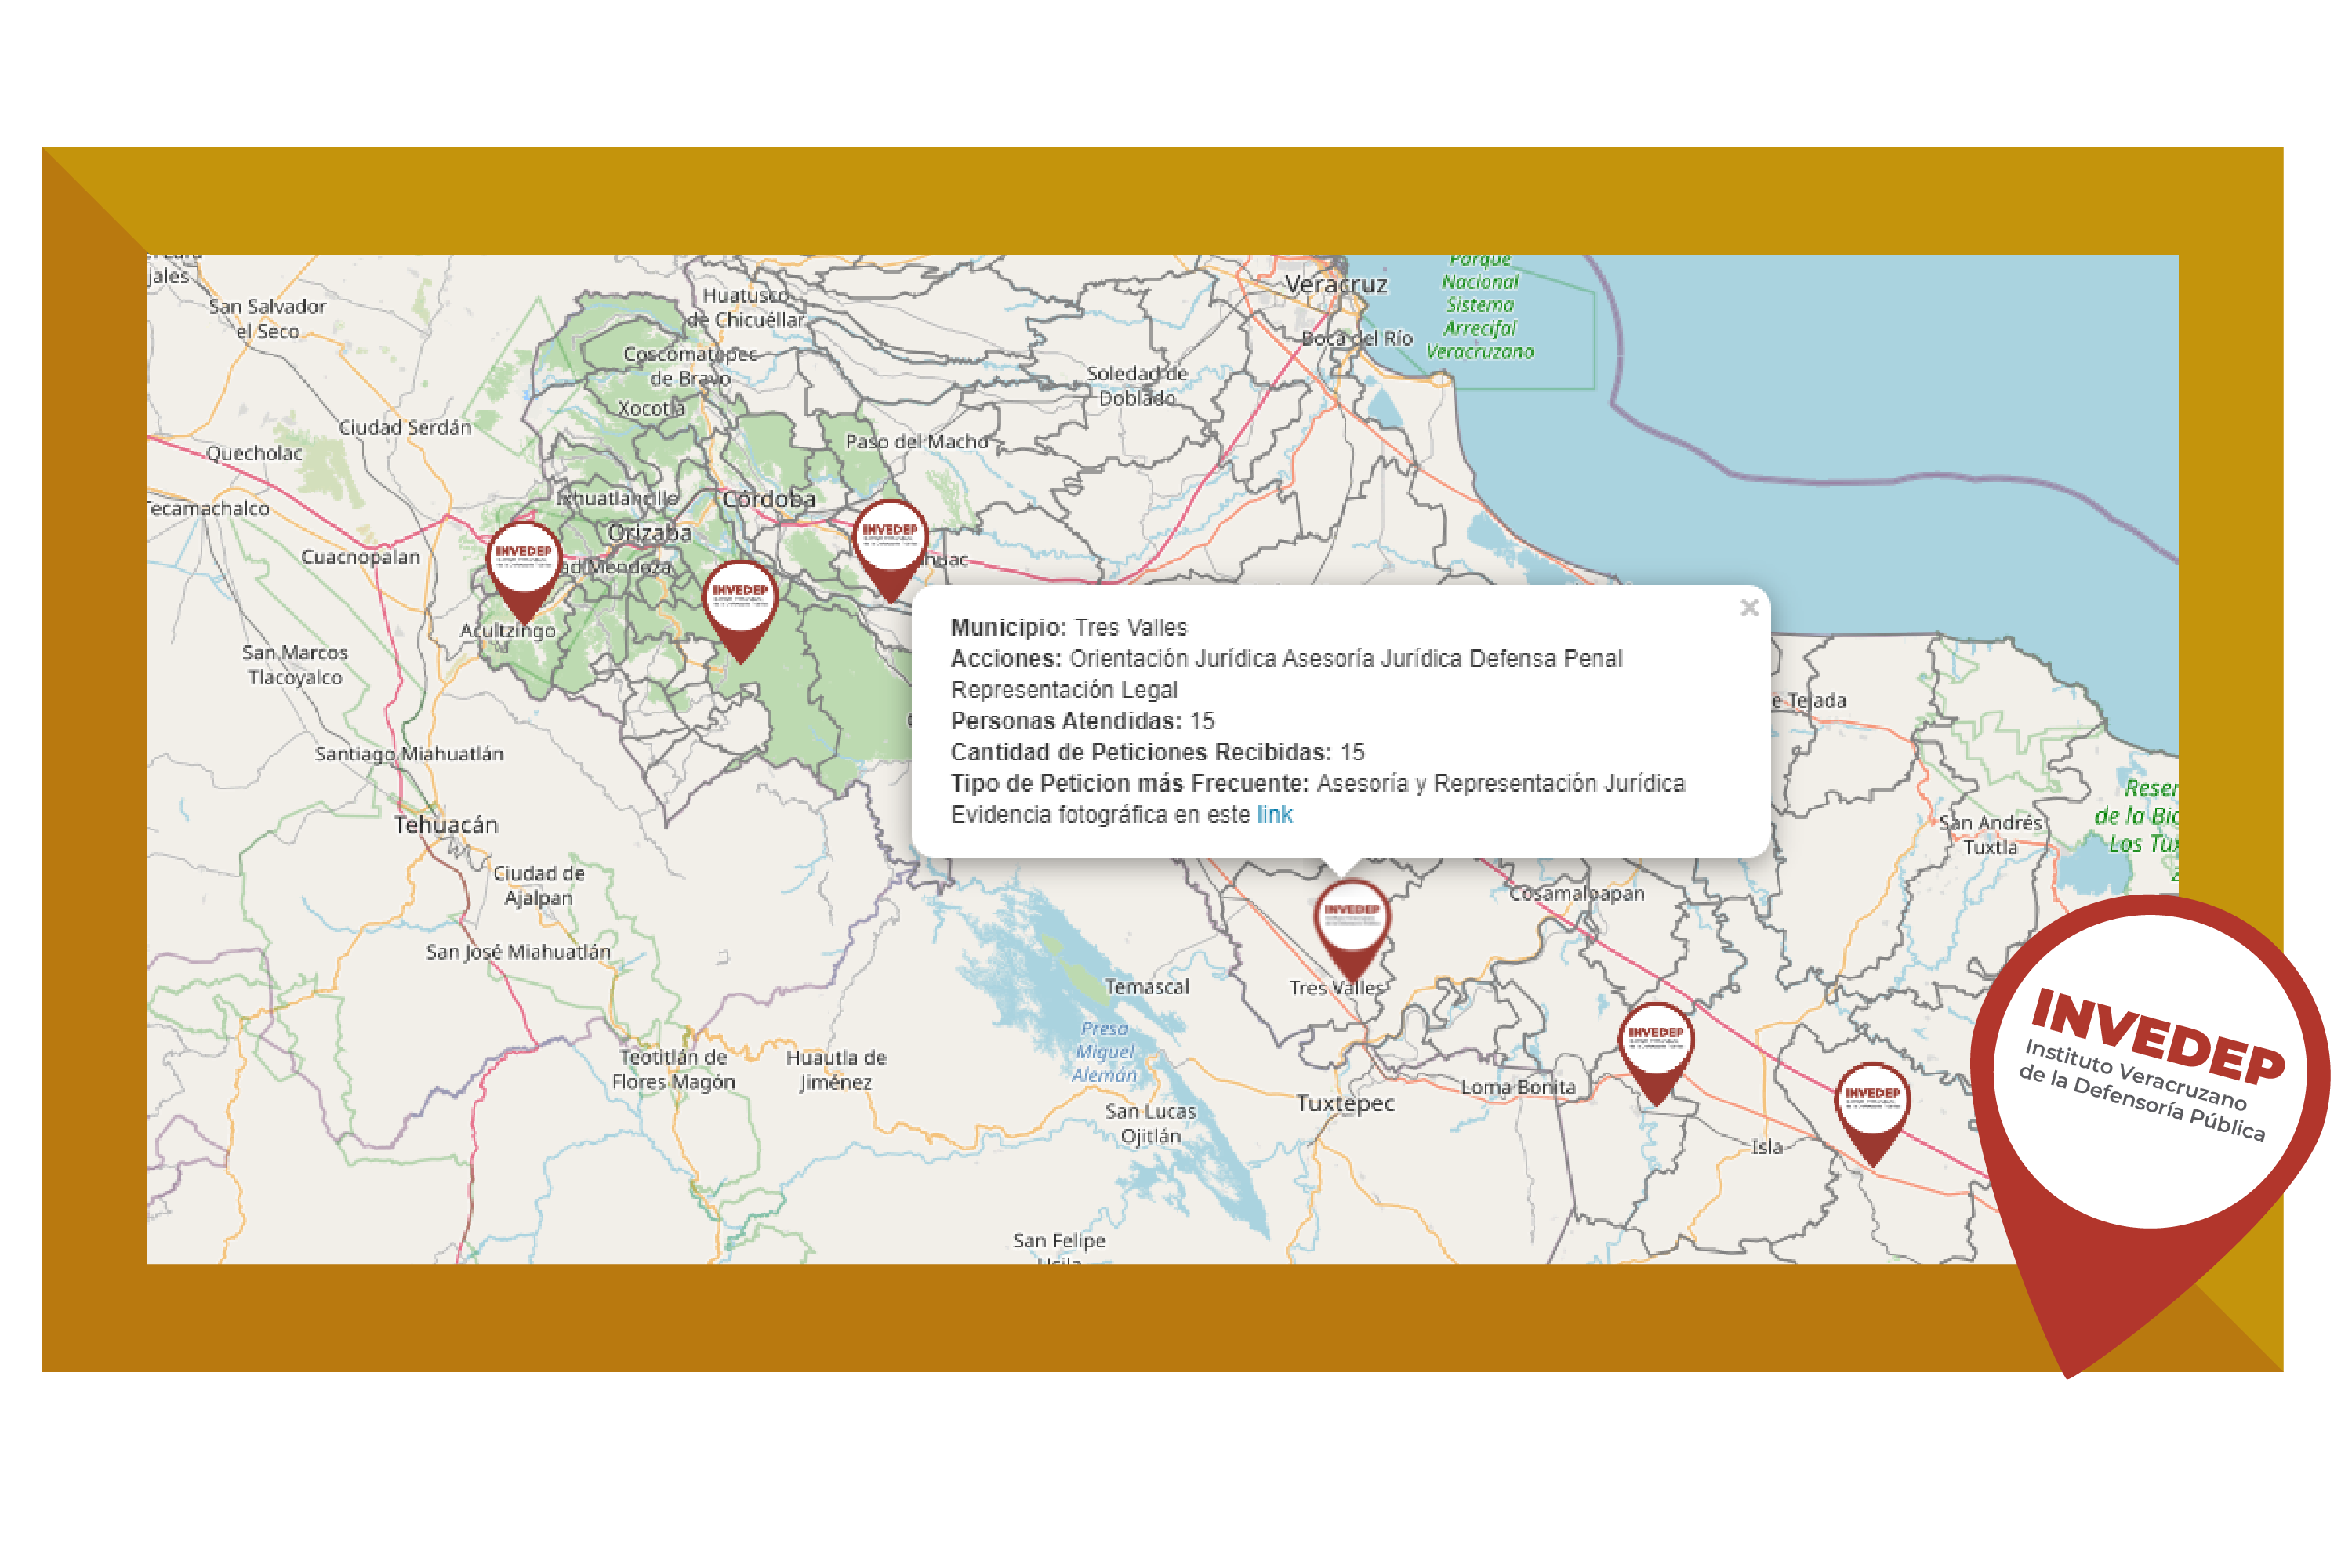 jales
San Salvador
el Seco
Huatusco
de Chicuéllar
Veracruz
Parque
Nacional
Sistema
Arrecifal
Veracruzano
Boca del Río
Coscomatepec
de Bravo
Soledad de
Doblado
Xocotla
Ciudad Serdán
Paso del Macho
Quecholac
Tecamachalco
Ixhuatlancillo
Córdoba
Orizaba
Cuacnopalan
INVEDEP
INVEDEP
INVEDEP
Acultzingo
San Marcos
Tlacoyalco
Municipio: Tres Valles
Acciones: Orientación Jurídica Asesoría Jurídica Defensa Penal
Representación Legal
Personas Atendidas: 15
Cantidad de Peticiones Recibidas: 15
Tipo de Peticion más Frecuente: Asesoría y Representación Jurídica
Evidencia fotográfica en este link
×
e Tejada
Santiago Miahuatlán
Tehuacán
Ciudad de
Ajalpan
San José Miahuatlán
San Andrés
Tuxtla
Reser
de la Bio
Los Tux
Cosamaloapan
INVEDEP
Tres Valles
Temascal
Presa
Miguel
Alemán
Teotitlán de
Flores Magón
Huautla de
Jiménez
San Lucas
Ojitlán
Tuxtepec
Loma Bonita
INVEDEP
INVEDEP
Isla
San Felipe
INVEDEP
Instituto Veracruzano
de la Defensoría Pública